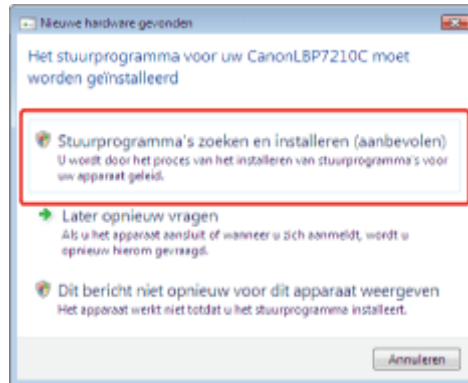 Nieuwe hardware gevonden
Het stuurprogramma voor uw CanonLBP7210C moet
worden geïnstalleerd
Stuurprogramma's zoeken en installeren (aanbevolen)
U wordt door het proces van het installeren van stuurprogramma's voor
uw apparaat geleid.
Later opnieuw vragen
Als u het apparaat aansluit of wanneer u zich aanmeldt, wordt u
opnieuw hierom gevraagd.
Dit bericht niet opnieuw voor dit apparaat weergeven
Het apparaat werkt niet totdat u het stuurprogramma installeert.
Annuleren